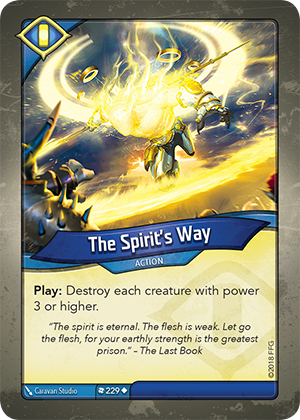 The Spirit's Way
ACTION
Play: Destroy each creature with power
3 or higher.
“The spirit is eternal. The flesh is weak. Let go
the flesh, for your earthly strength is the greatest
prison.” – The Last Book
©2018 FFG
Caravan Studio
229